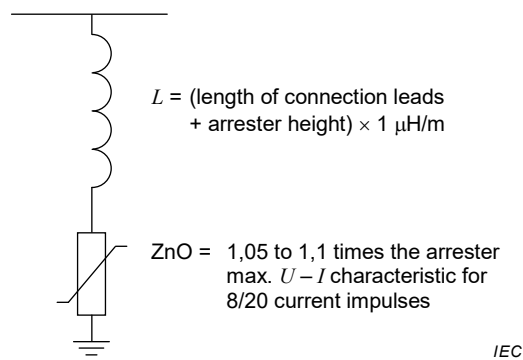 L = (length of connection leads
+ arrester height) × 1 μH/m
ZnO = 1,05 to 1,1 times the arrester
max. U – I characteristic for
8/20 current impulses
IEC